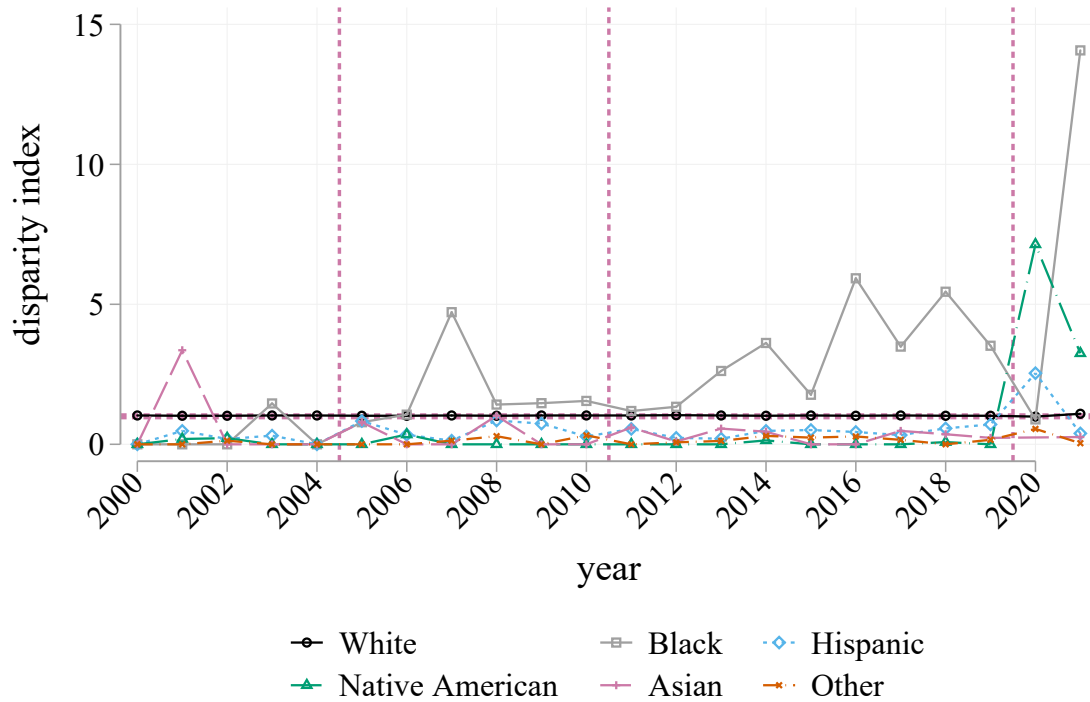 15
10
5
0
disparity index
2000 2002 2004 2006 2008 2010 2012 2014 2016 2018 2020
year
White Black Hispanic
Native American Asian Other